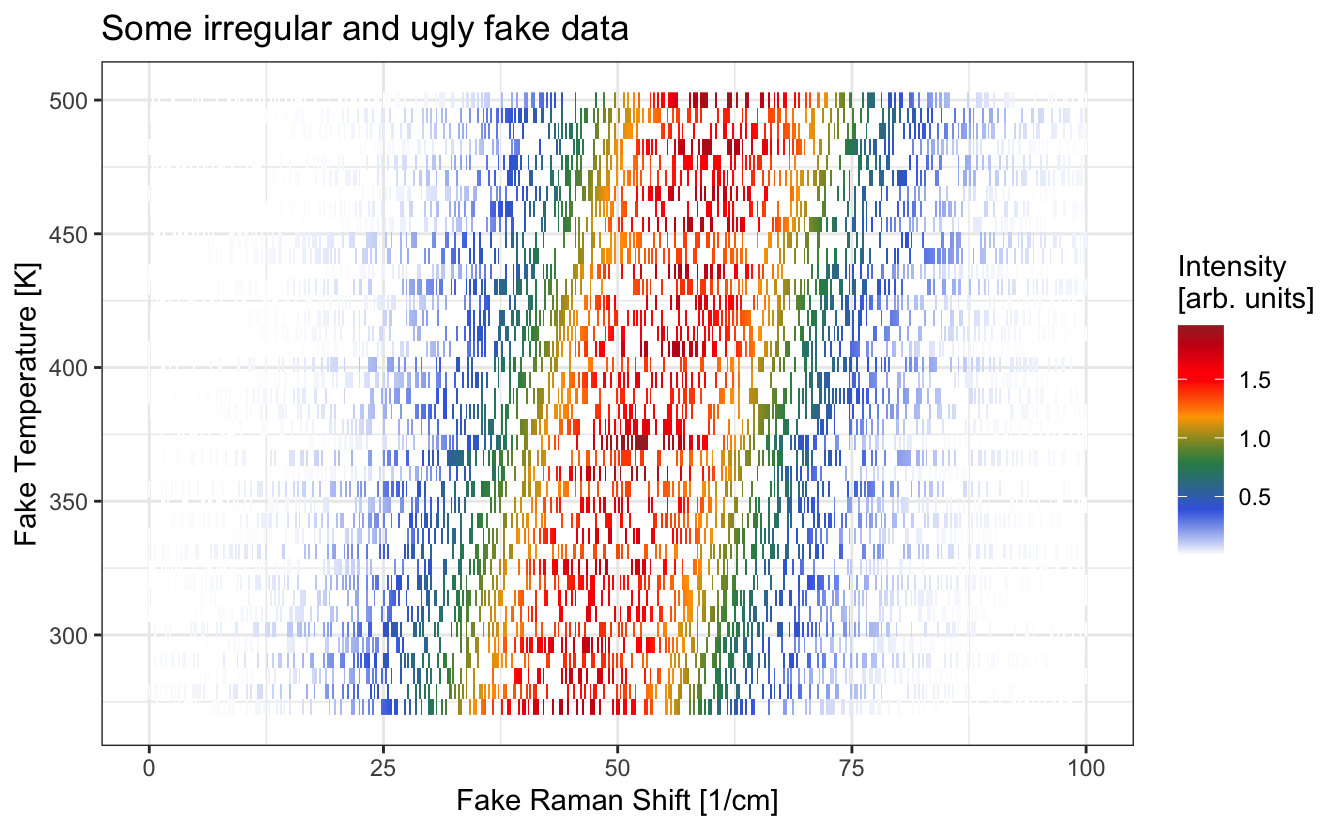 Some irregular and ugly fake data
Fake Temperature [K]
500
450
400
350
300
0
25
50
75
100
Fake Raman Shift [1/cm]
Intensity
[arb. units]
1.5
1.0
0.5